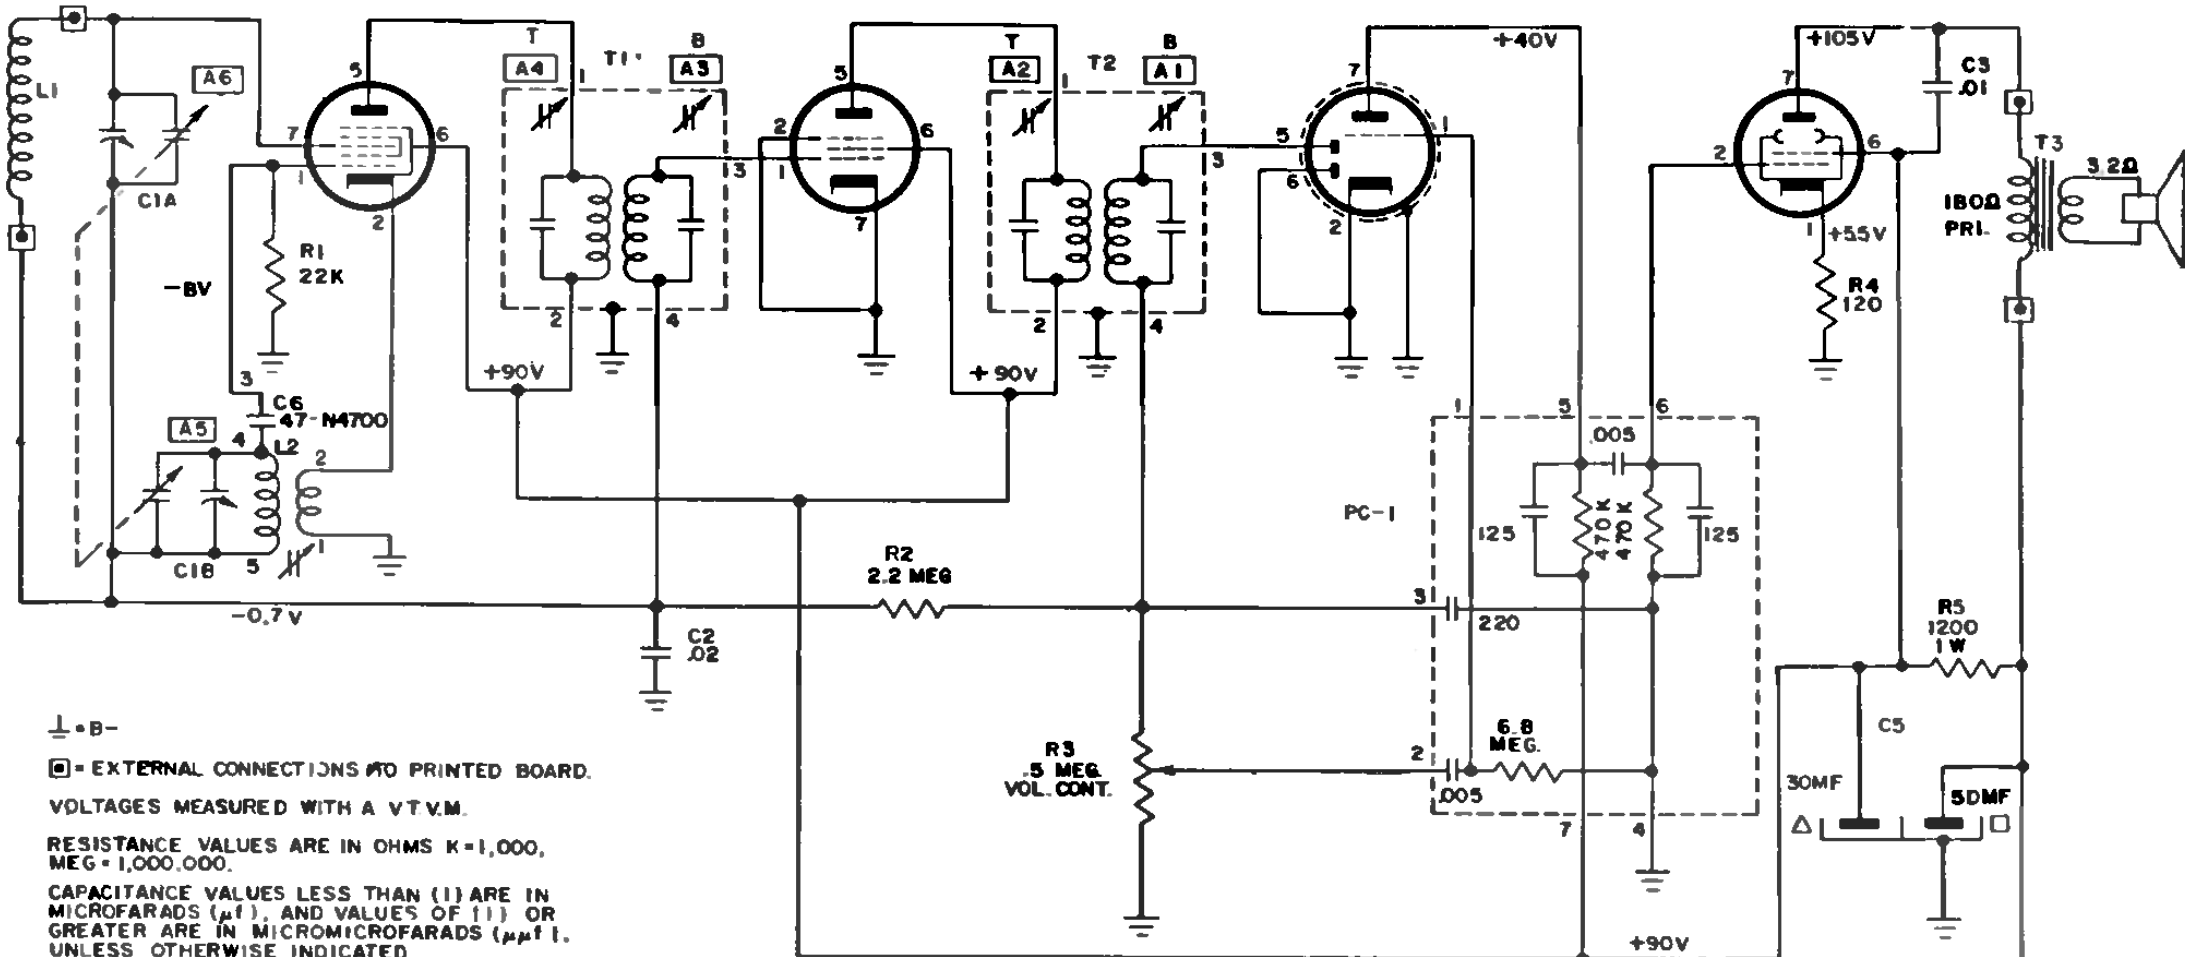 L1
A6
C1A
7
1
5
6
2
R1
22K
-8V
3
C6
47-N4700
A5
4
L2
2
C1B
5
1
-0.7V
T
A4
T1
B
A3
1
3
2
4
+90V
5
2
1
6
7
T
A2
T2
B
A1
1
3
2
4
+90V
R2
2.2 MEG
C2
.02
7
5
6
1
2
+40V
R3
.5 MEG.
VOL. CONT.
PC-1
1
5
6
.005
125
470K
470K
125
3
220
2
.005
6.8
MEG.
7
4
+105V
7
2
6
1
+5.5V
C3
.01
T3
180Ω
PRI.
3.2Ω
R4
120
R5
1200
1W
C5
30MF
50MF
+90V
⏊ = B-
= EXTERNAL CONNECTIONS TO PRINTED BOARD.
VOLTAGES MEASURED WITH A VTVM.
RESISTANCE VALUES ARE IN OHMS K=1,000,
MEG=1,000,000.
CAPACITANCE VALUES LESS THAN (1) ARE IN
MICROFARADS (μf), AND VALUES OF (1) OR
GREATER ARE IN MICROMICROFARADS (μμf),
UNLESS OTHERWISE INDICATED